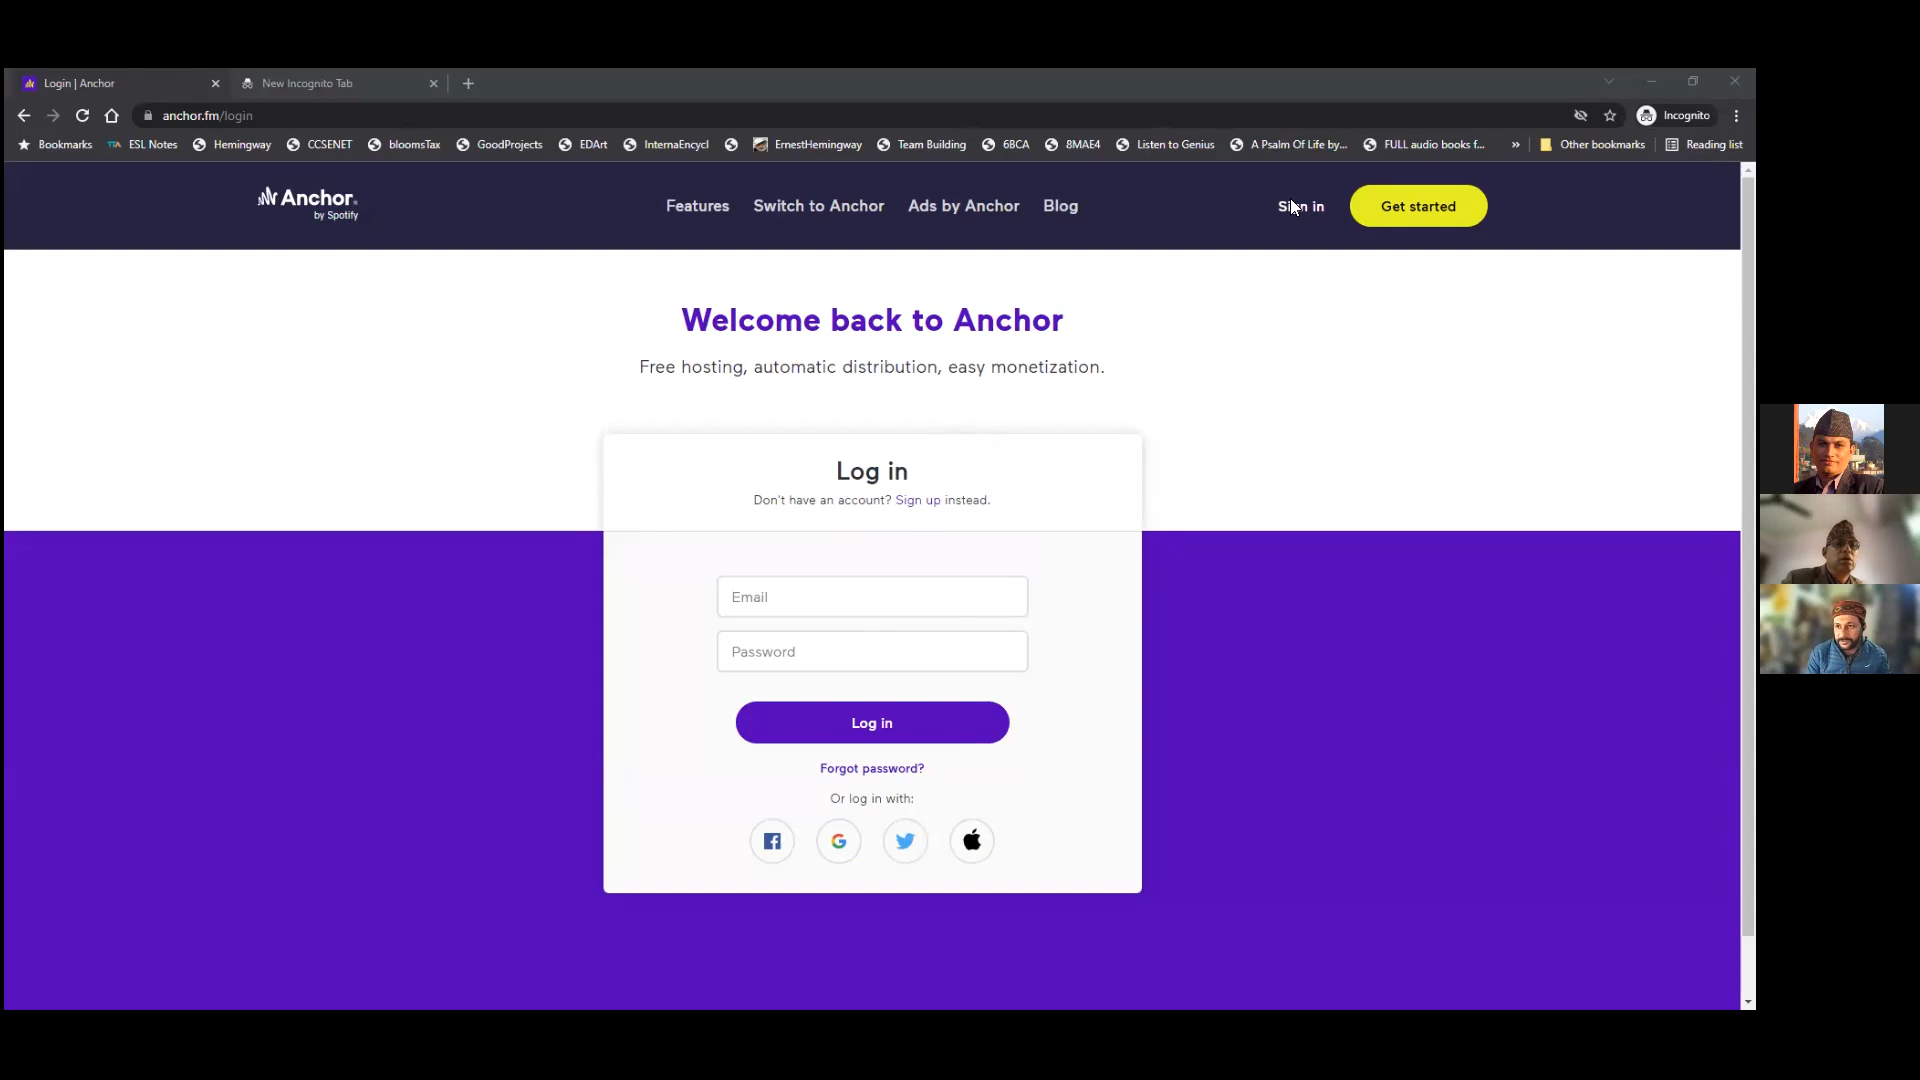 Login | Anchor
New Incognito Tab
anchor.fm/login
Incognito
Bookmarks ESL Notes Hemingway CCSENET bloomsTax GoodProjects EDArt InternaEncycl ErnestHemingway Team Building 6BCA 8MAE4 Listen to Genius A Psalm Of Life by... FULL audio books f... » Other bookmarks Reading list
Anchor
by Spotify
Features Switch to Anchor Ads by Anchor Blog
Sign in
Get started
Welcome back to Anchor
Free hosting, automatic distribution, easy monetization.
Log in
Don't have an account? Sign up instead.
Email
Password
Log in
Forgot password?
Or log in with: